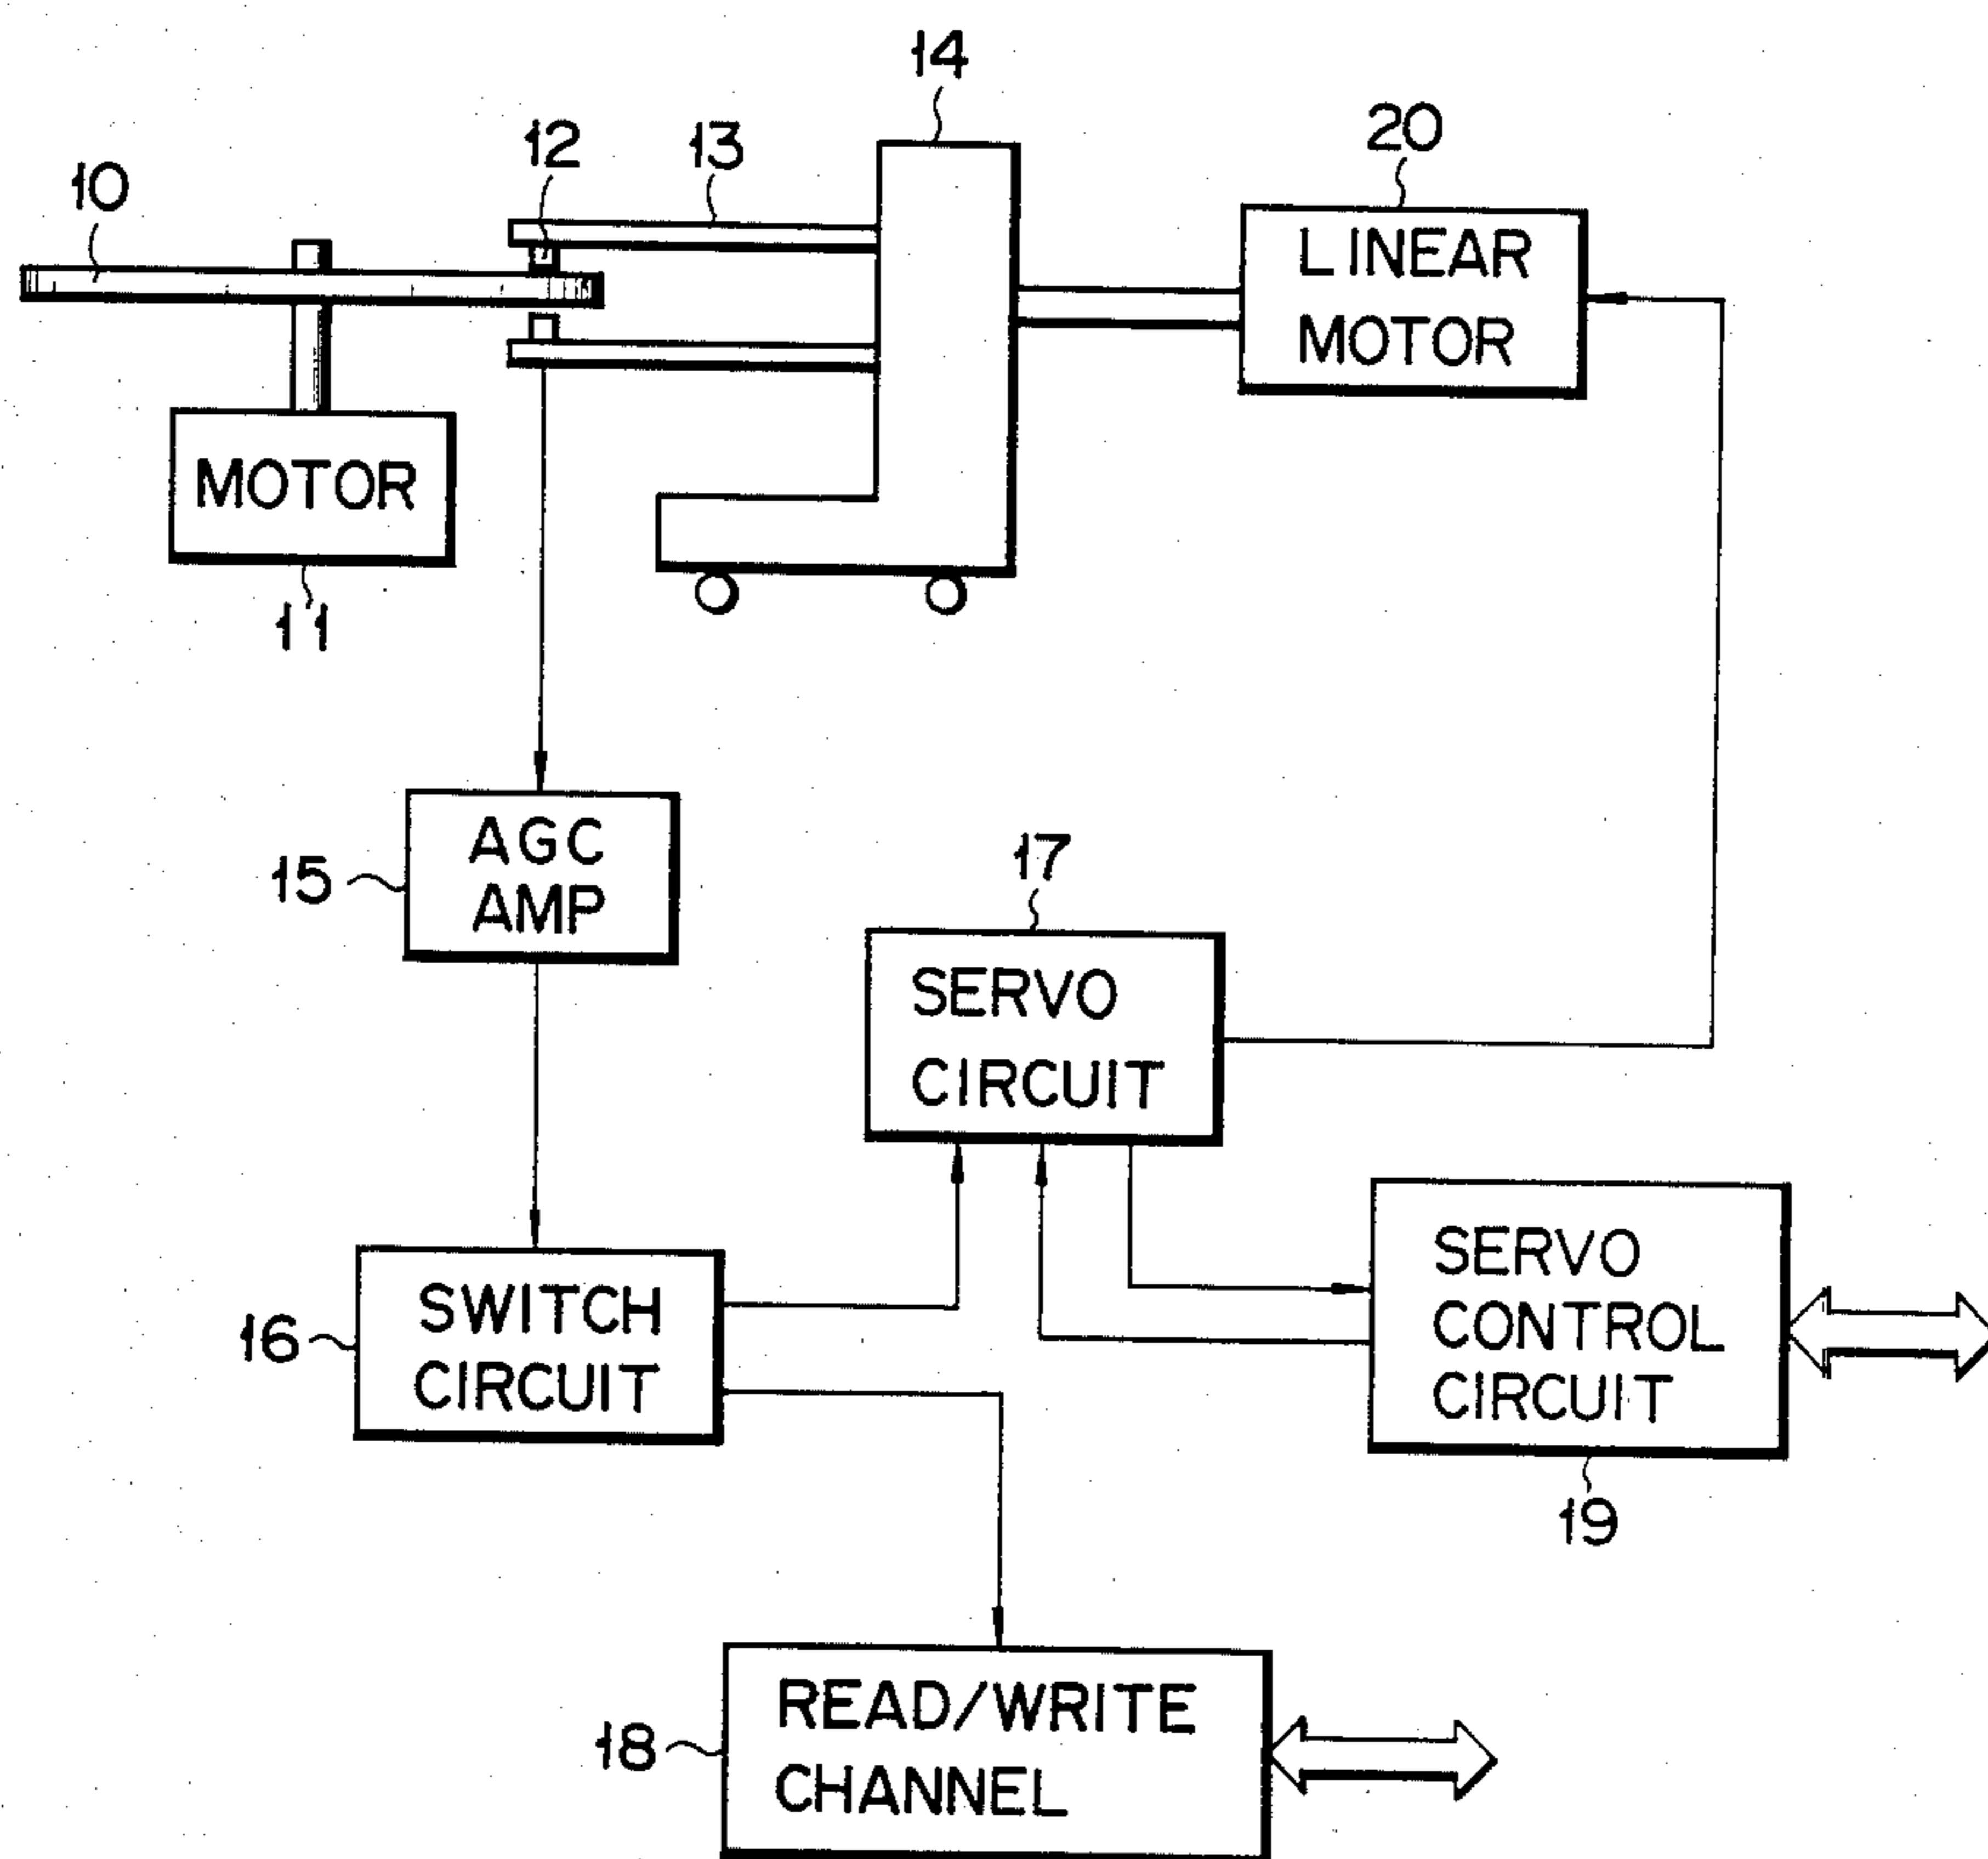 14
20
12
13
10
LINEAR
MOTOR
MOTOR
11
AGC
AMP
15
17
SERVO
CIRCUIT
SERVO
CONTROL
CIRCUIT
19
SWITCH
CIRCUIT
16
READ/WRITE
CHANNEL
18